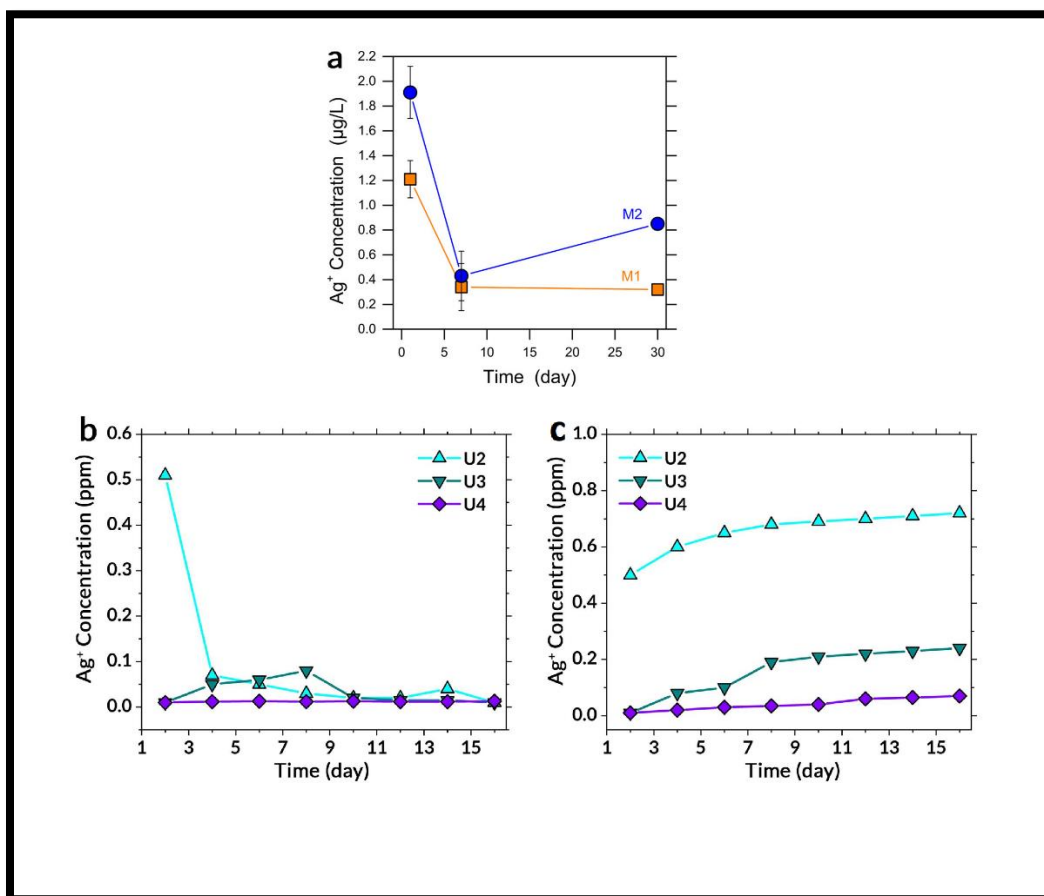 a
Ag⁺ Concentration (µg/L)
2.2
2.0
1.8
1.6
1.4
1.2
1.0
0.8
0.6
0.4
0.2
0.0
M2
M1
0 5 10 15 20 25 30
Time (day)
b
Ag⁺ Concentration (ppm)
0.6
0.5
0.4
0.3
0.2
0.1
0.0
U2
U3
U4
1 3 5 7 9 11 13 15
Time (day)
c
Ag⁺ Concentration (ppm)
1.0
0.8
0.6
0.4
0.2
0.0
U2
U3
U4
1 3 5 7 9 11 13 15
Time (day)